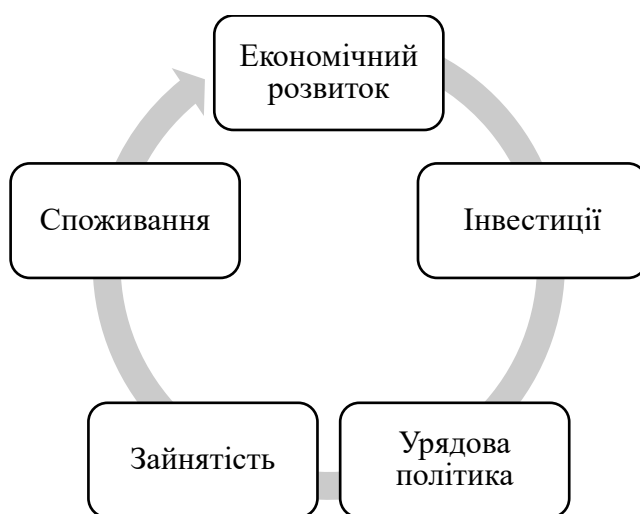 Економічний
розвиток
Інвестиції
Урядова
політика
Зайнятість
Споживання